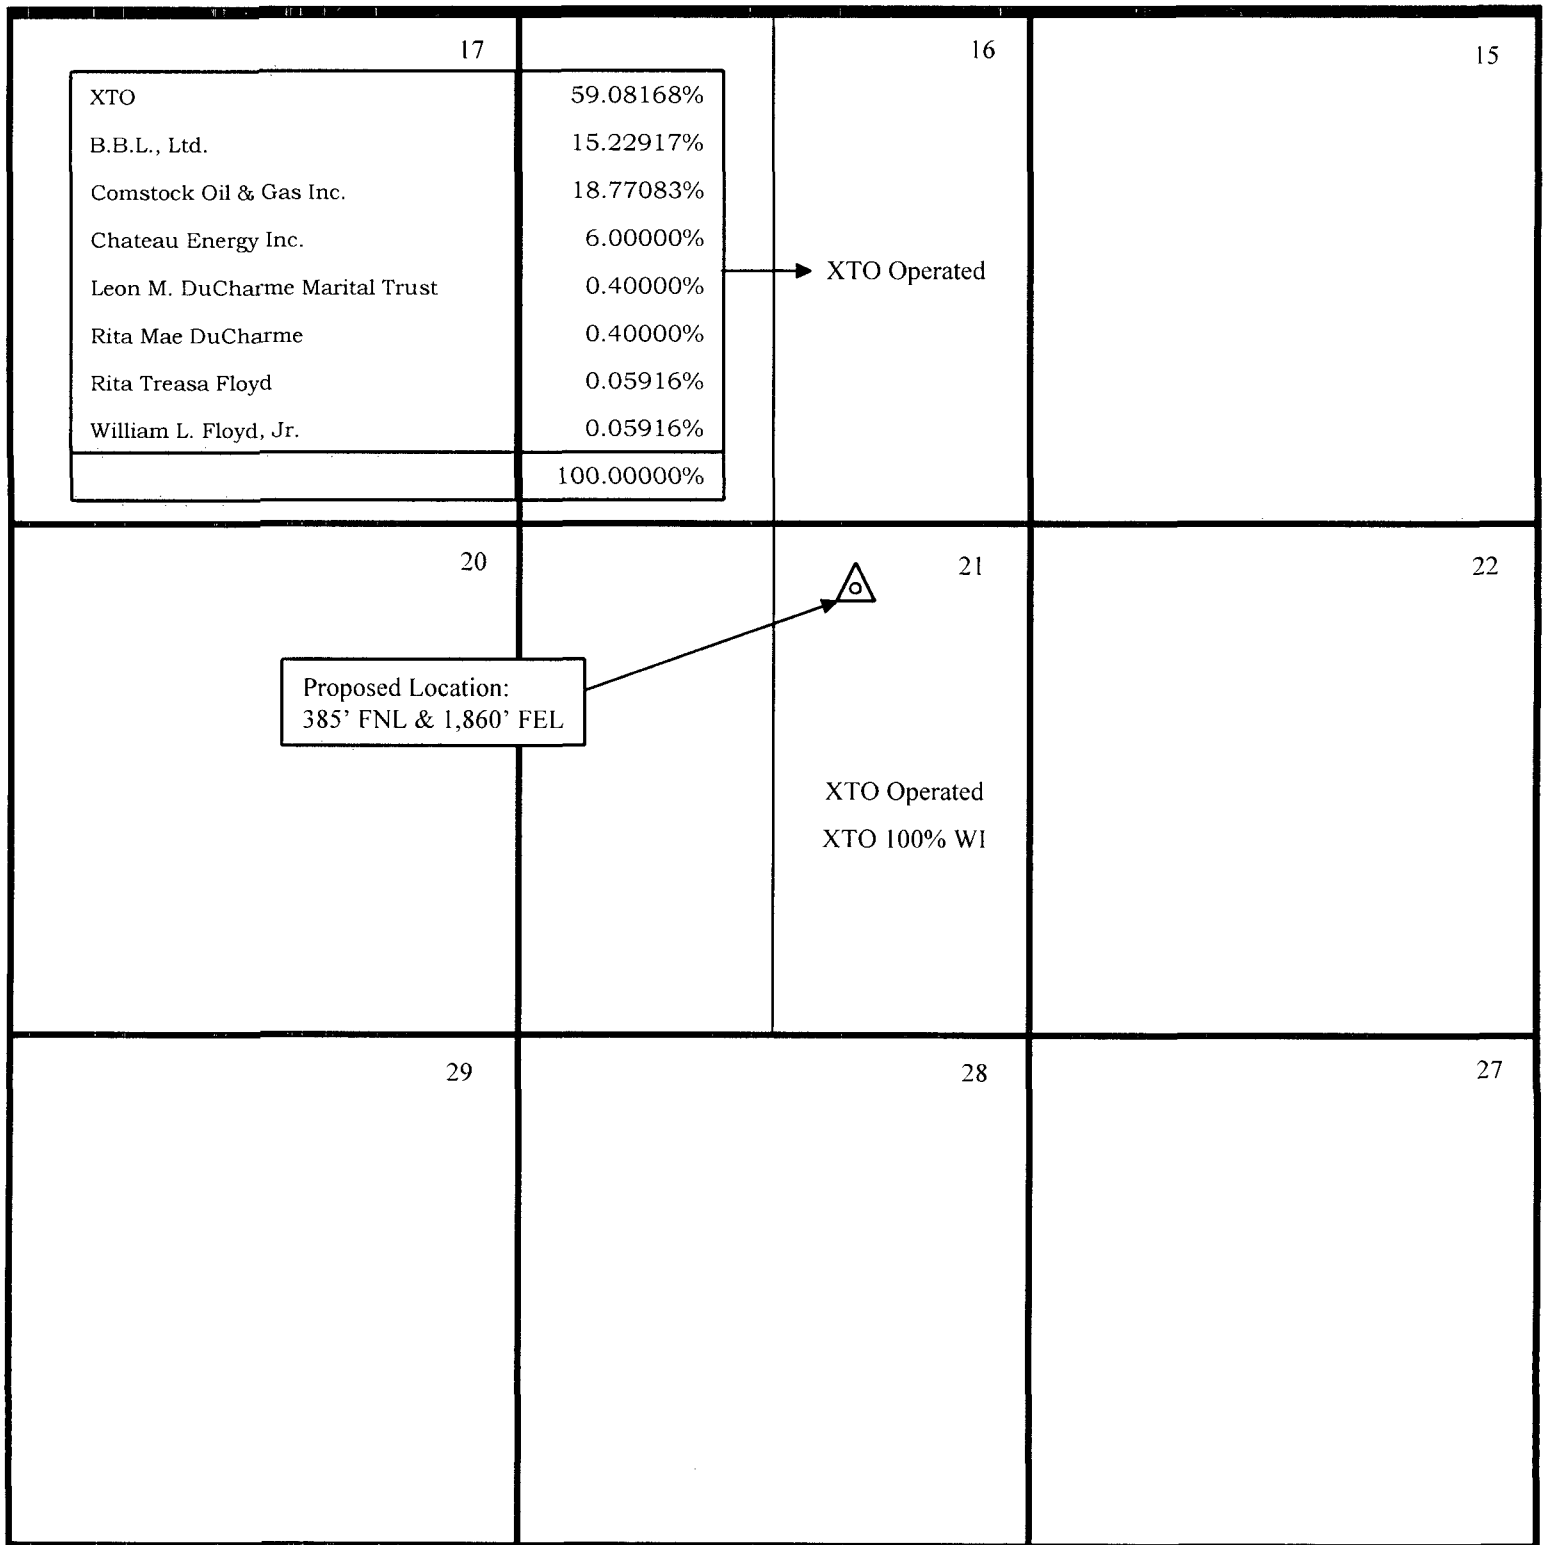 17
16
15
XTO 59.08168%
B.B.L., Ltd. 15.22917%
Comstock Oil & Gas Inc. 18.77083%
Chateau Energy Inc. 6.00000%
Leon M. DuCharme Marital Trust 0.40000%
Rita Mae DuCharme 0.40000%
Rita Treasa Floyd 0.05916%
William L. Floyd, Jr. 0.05916%
100.00000%
XTO Operated
20
21
22
Proposed Location:
385' FNL & 1,860' FEL
XTO Operated
XTO 100% WI
29
28
27